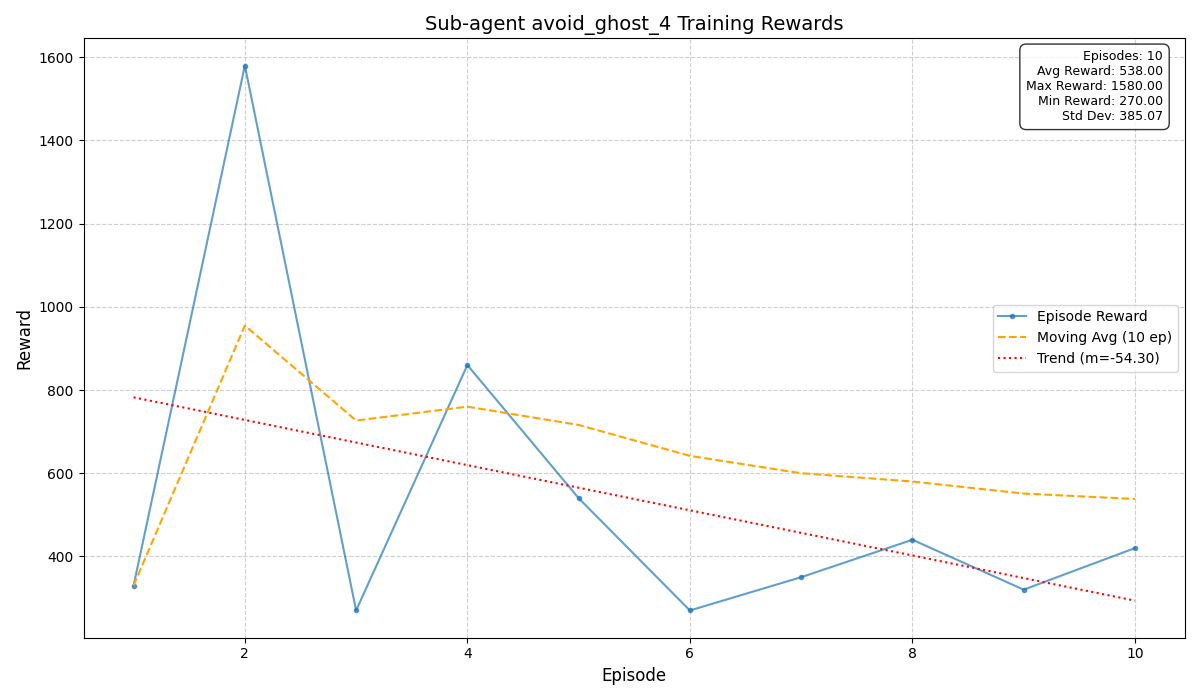 Sub-agent avoid_ghost_4 Training Rewards
Episodes: 10
Avg Reward: 538.00
Max Reward: 1580.00
Min Reward: 270.00
Std Dev: 385.07
Reward
1600
1400
1200
1000
800
600
400
Episode Reward
Moving Avg (10 ep)
Trend (m=-54.30)
2
4
6
8
10
Episode